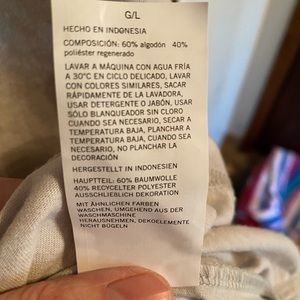 G/L
HECHO EN INDONESIA
COMPOSICIÓN: 60% algodón 40%
poliéster regenerado
LAVAR A MÁQUINA CON AGUA FRÍA
A 30°C EN CICLO DELICADO, LAVAR
CON COLORES SIMILARES, SACAR
RÁPIDAMENTE DE LA LAVADORA,
USAR DETERGENTE O JABÓN, USAR
SÓLO BLANQUEADOR SIN CLORO
CUANDO SEA NECESARIO, SECAR A
TEMPERATURA BAJA, PLANCHAR A
TEMPERATURA BAJA, CUANDO SEA
NECESARIO, NO PLANCHAR LA
DECORACIÓN
HERGESTELLT IN INDONESIEN
HAUPTTEIL: 60% BAUMWOLLE
40% RECYCELTER POLYESTER
AUSSCHLIEßLICH DEKORATION
MIT ÄHNLICHEN FARBEN
WASCHEN, UMGEHEND AUS DER
WASCHMASCHINE
HERAUSNEHMEN, DEKOELEMENTE
NICHT BÜGELN